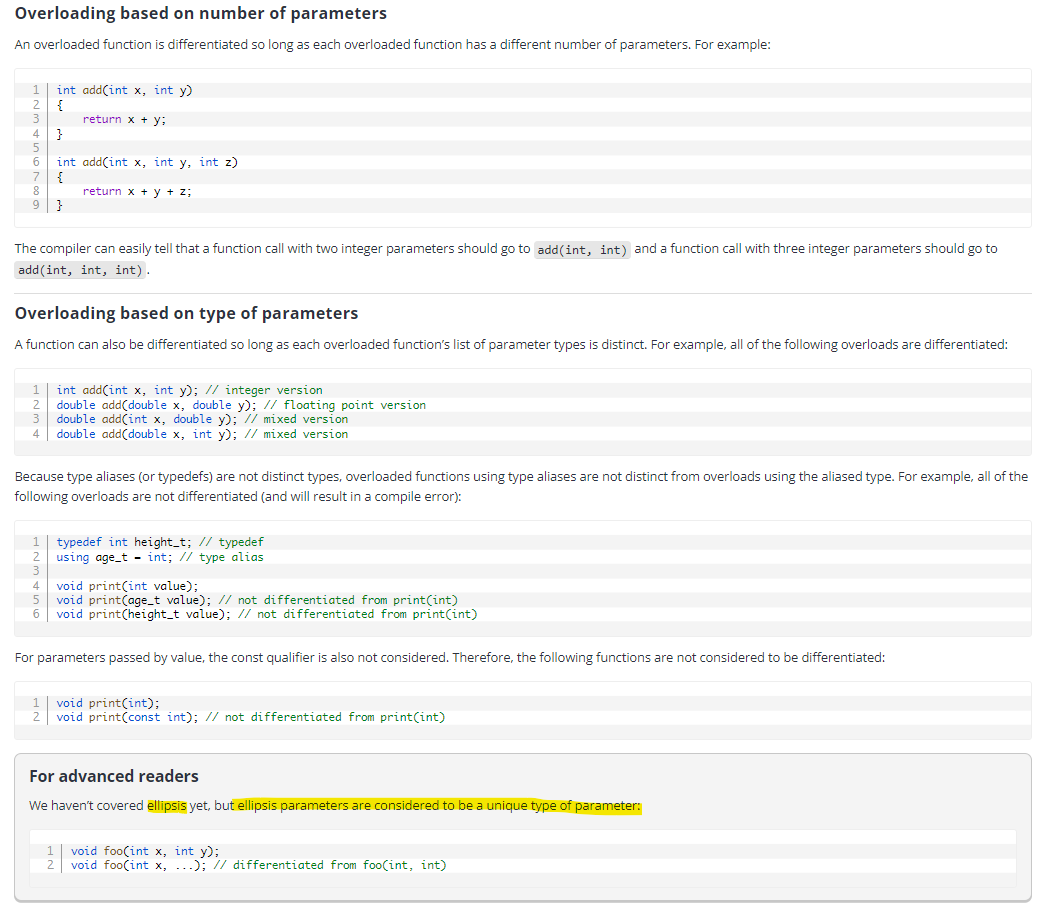 Overloading based on number of parameters
An overloaded function is differentiated so long as each overloaded function has a different number of parameters. For example:
1 int add(int x, int y)
2 {
3     return x + y;
4 }
5
6 int add(int x, int y, int z)
7 {
8     return x + y + z;
9 }
The compiler can easily tell that a function call with two integer parameters should go to add(int, int) and a function call with three integer parameters should go to
add(int, int, int) .
Overloading based on type of parameters
A function can also be differentiated so long as each overloaded function’s list of parameter types is distinct. For example, all of the following overloads are differentiated:
1 int add(int x, int y); // integer version
2 double add(double x, double y); // floating point version
3 double add(int x, double y); // mixed version
4 double add(double x, int y); // mixed version
Because type aliases (or typedefs) are not distinct types, overloaded functions using type aliases are not distinct from overloads using the aliased type. For example, all of the
following overloads are not differentiated (and will result in a compile error):
1 typedef int height_t; // typedef
2 using age_t = int; // type alias
3
4 void print(int value);
5 void print(age_t value); // not differentiated from print(int)
6 void print(height_t value); // not differentiated from print(int)
For parameters passed by value, the const qualifier is also not considered. Therefore, the following functions are not considered to be differentiated:
1 void print(int);
2 void print(const int); // not differentiated from print(int)
For advanced readers
We haven’t covered ellipsis yet, but ellipsis parameters are considered to be a unique type of parameter:
1 void foo(int x, int y);
2 void foo(int x, ...); // differentiated from foo(int, int)